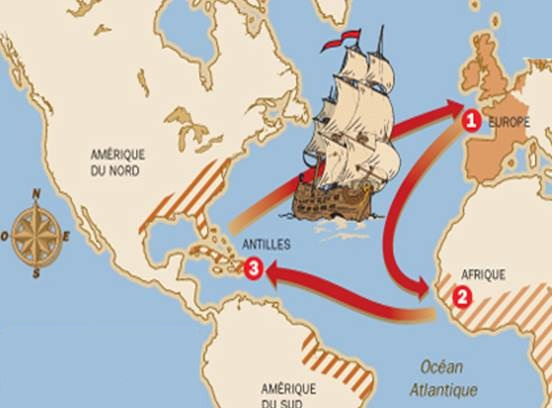 1 EUROPE
AMÉRIQUE
DU NORD
N
O E
S
ANTILLES
3
AFRIQUE
2
Océan
Atlantique
AMÉRIQUE
DU SUD